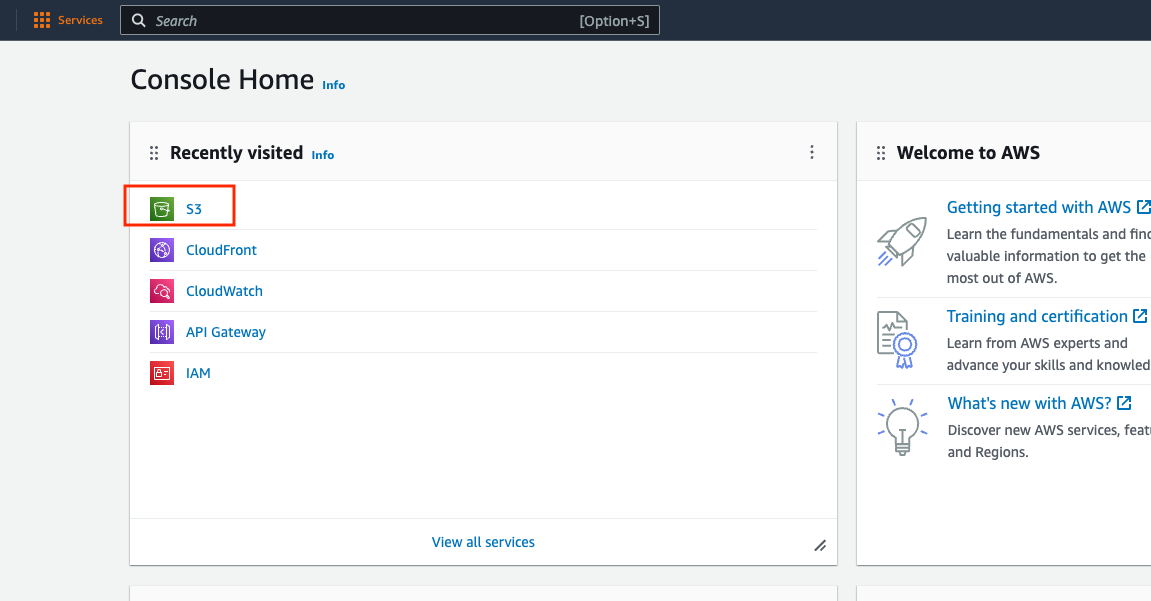 Services
Search [Option+S]
Console Home Info
Recently visited Info
S3
CloudFront
CloudWatch
API Gateway
IAM
View all services
Welcome to AWS
Getting started with AWS
Learn the fundamentals and find
valuable information to get the
most out of AWS.
Training and certification
Learn from AWS experts and
advance your skills and knowled
What's new with AWS?
Discover new AWS services, featu
and Regions.